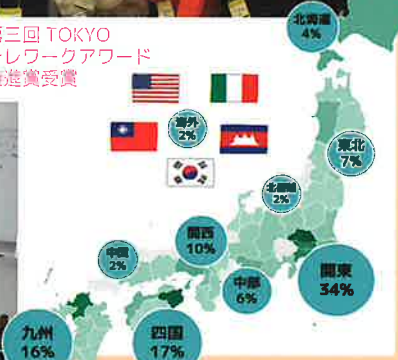 第三回 TOKYO
テレワークアワード
推進賞受賞
北海道
4%
海外
2%
東北
7%
北信越
2%
関西
10%
中国
2%
中部
6%
関東
34%
九州
16%
四国
17%